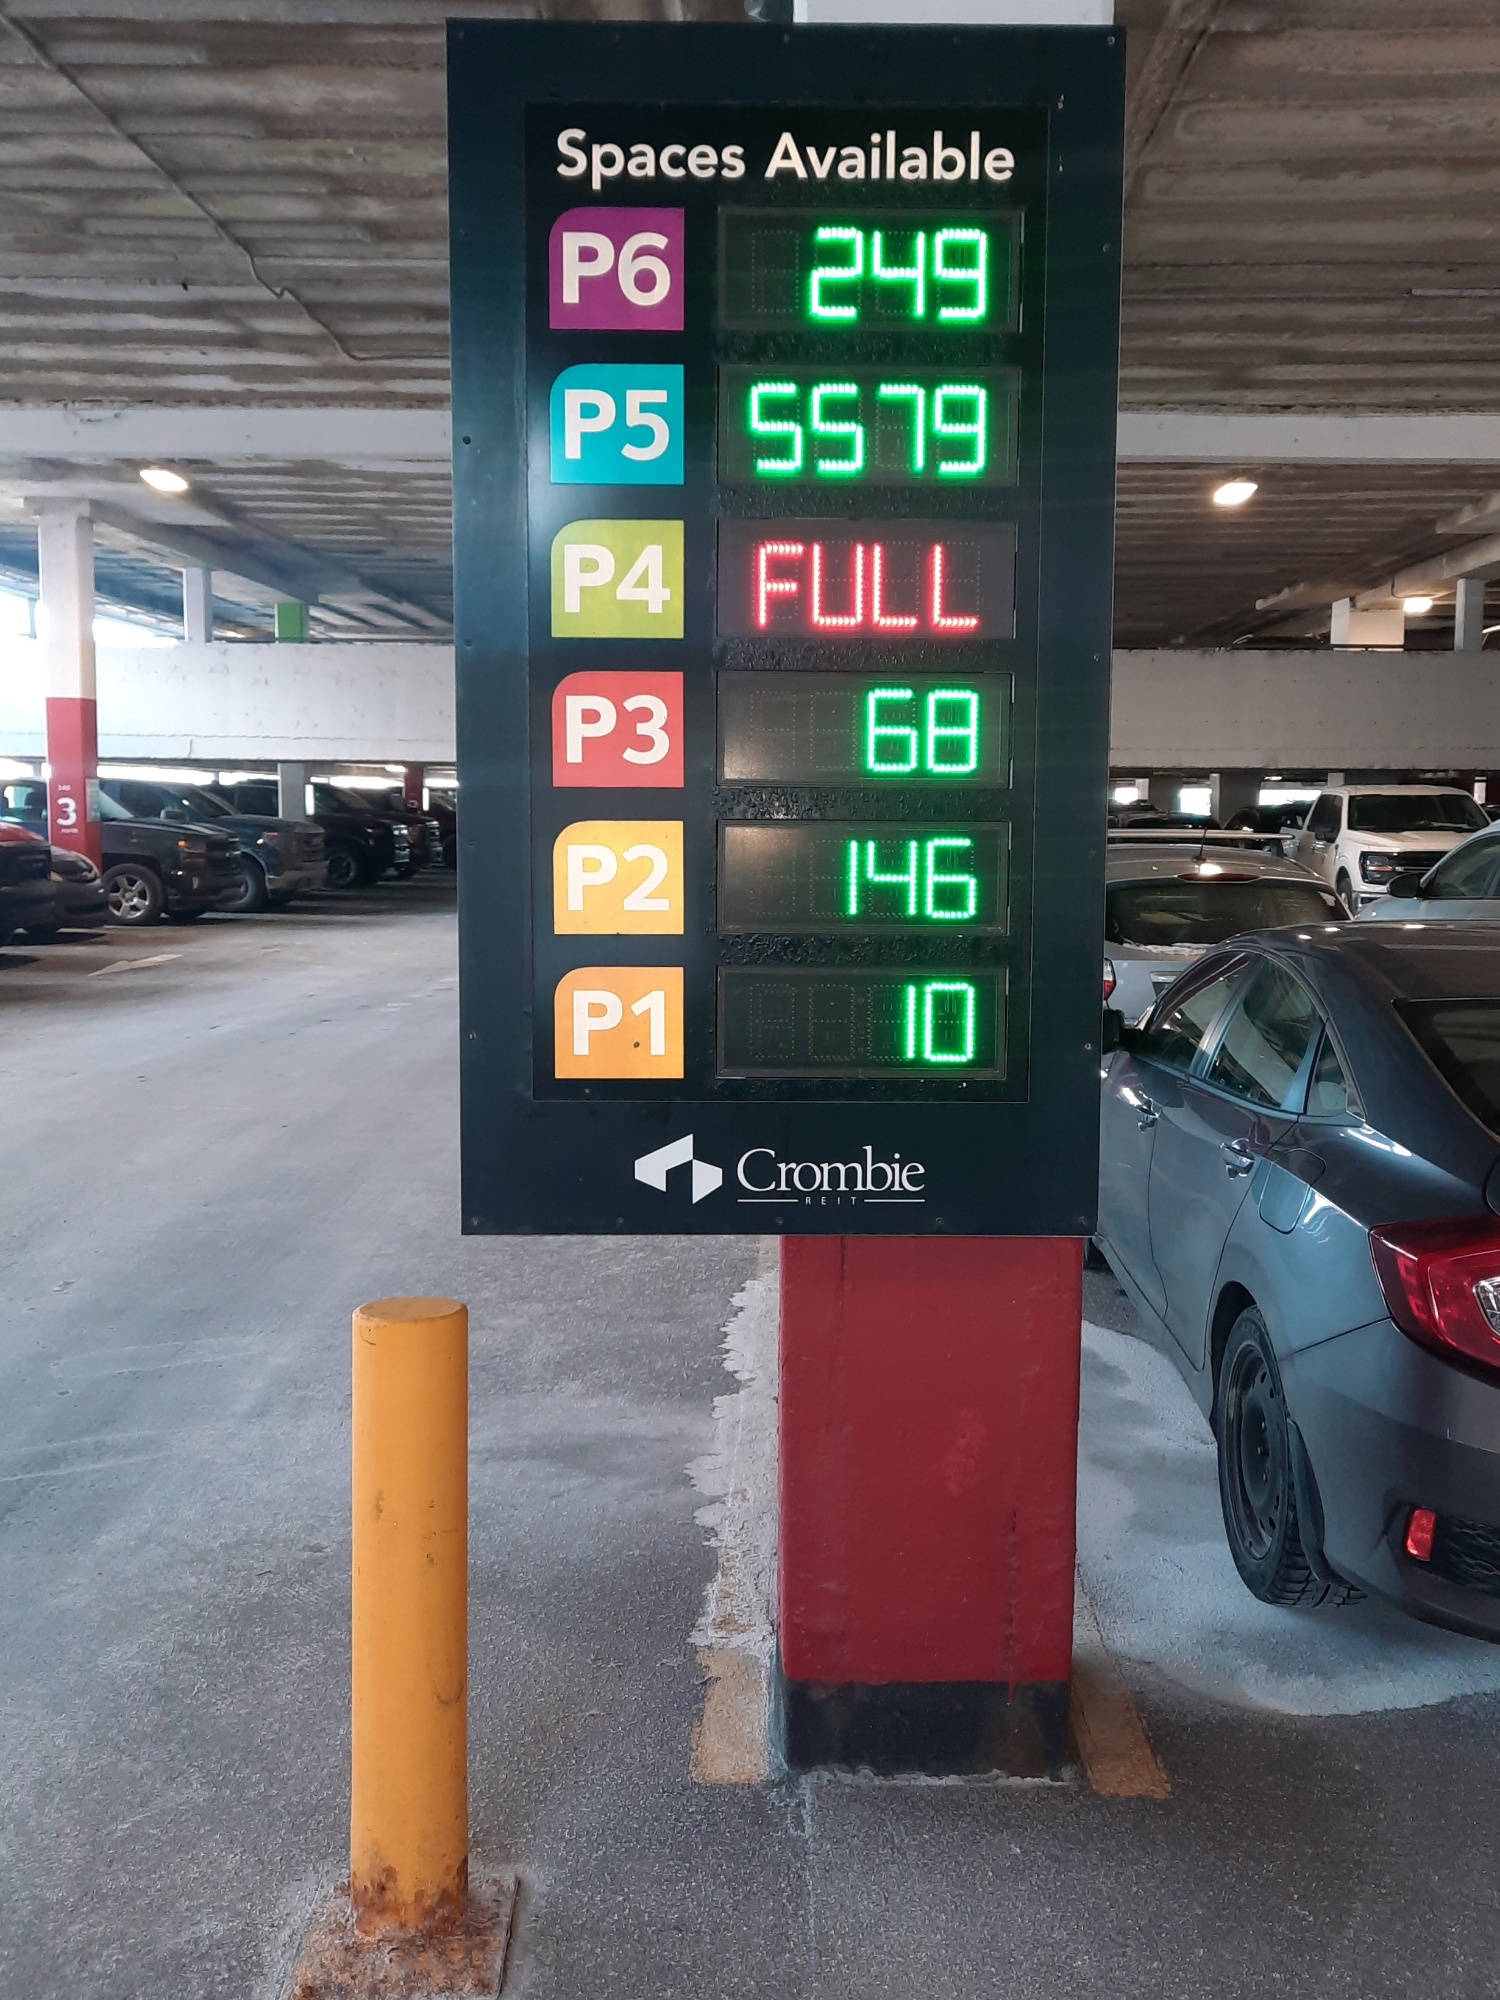 Spaces Available
P6 249
P5 5579
P4 FULL
P3 68
P2 146
P1 10
Crombie
REIT
3